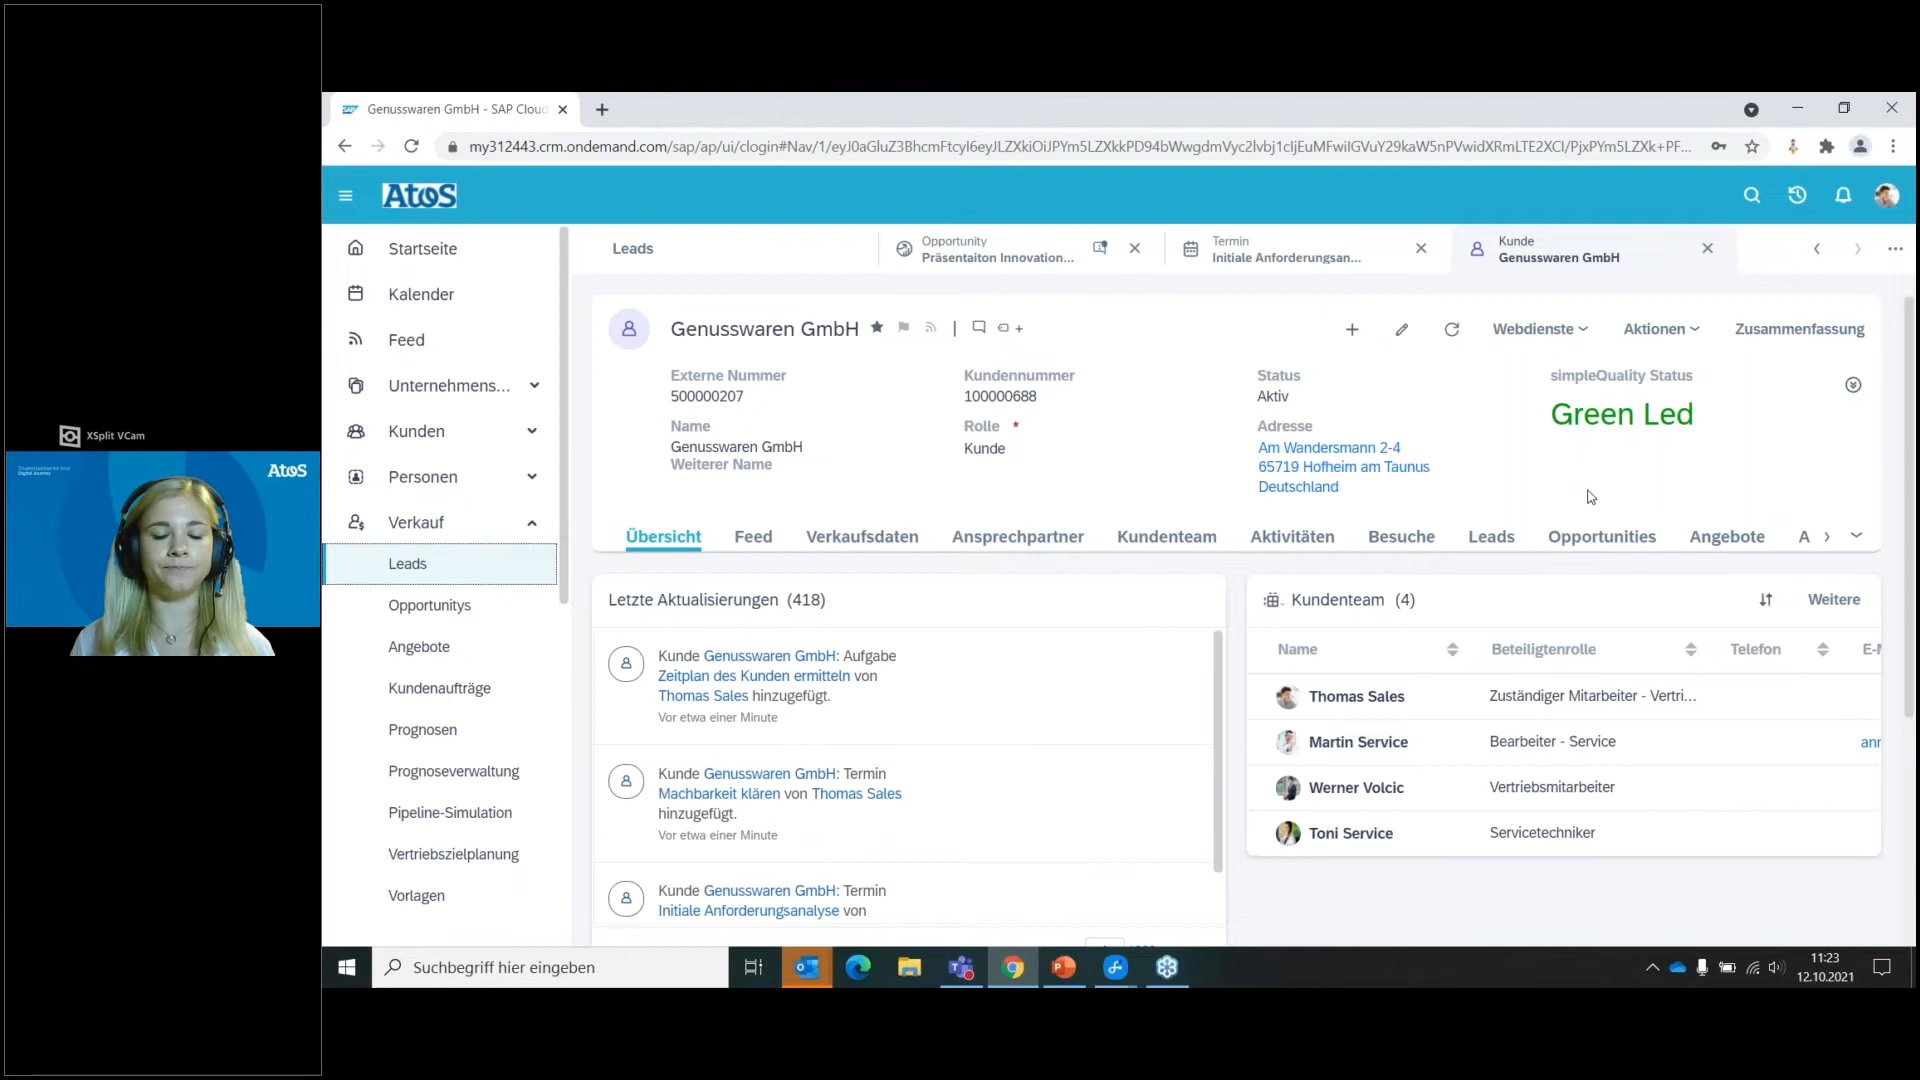 XSplit VCam
Trusted partner for your
Digital Journey
AtoS
Genusswaren GmbH - SAP Cloud
my312443.crm.ondemand.com/sap/ap/ui/clogin#Nav/1/
AtoS
Startseite
Kalender
Feed
Unternehmens...
Kunden
Personen
Verkauf
Leads
Opportunitys
Angebote
Kundenaufträge
Prognosen
Prognoseverwaltung
Pipeline-Simulation
Vertriebszielplanung
Vorlagen
Leads
Opportunity
Präsentaiton Innovation...
Termin
Initiale Anforderungsan...
Kunde
Genusswaren GmbH
Genusswaren GmbH
Webdienste
Aktionen
Zusammenfassung
Externe Nummer
500000207
Kundennummer
100000688
Status
Aktiv
simpleQuality Status
Green Led
Name
Genusswaren GmbH
Weiterer Name
Rolle *
Kunde
Adresse
Am Wandersmann 2-4
65719 Hofheim am Taunus
Deutschland
Übersicht Feed Verkaufsdaten Ansprechpartner Kundenteam Aktivitäten Besuche Leads Opportunities Angebote A
Letzte Aktualisierungen (418)
Kunde Genusswaren GmbH: Aufgabe
Zeitplan des Kunden ermitteln von
Thomas Sales hinzugefügt.
Vor etwa einer Minute
Kunde Genusswaren GmbH: Termin
Machbarkeit klären von Thomas Sales
hinzugefügt.
Vor etwa einer Minute
Kunde Genusswaren GmbH: Termin
Initiale Anforderungsanalyse von
Kundenteam (4)
Weitere
Name Beteiligtenrolle Telefon E-M
Thomas Sales Zuständiger Mitarbeiter - Vertri...
Martin Service Bearbeiter - Service anr
Werner Volcic Vertriebsmitarbeiter
Toni Service Servicetechniker
Suchbegriff hier eingeben
11:23
12.10.2021